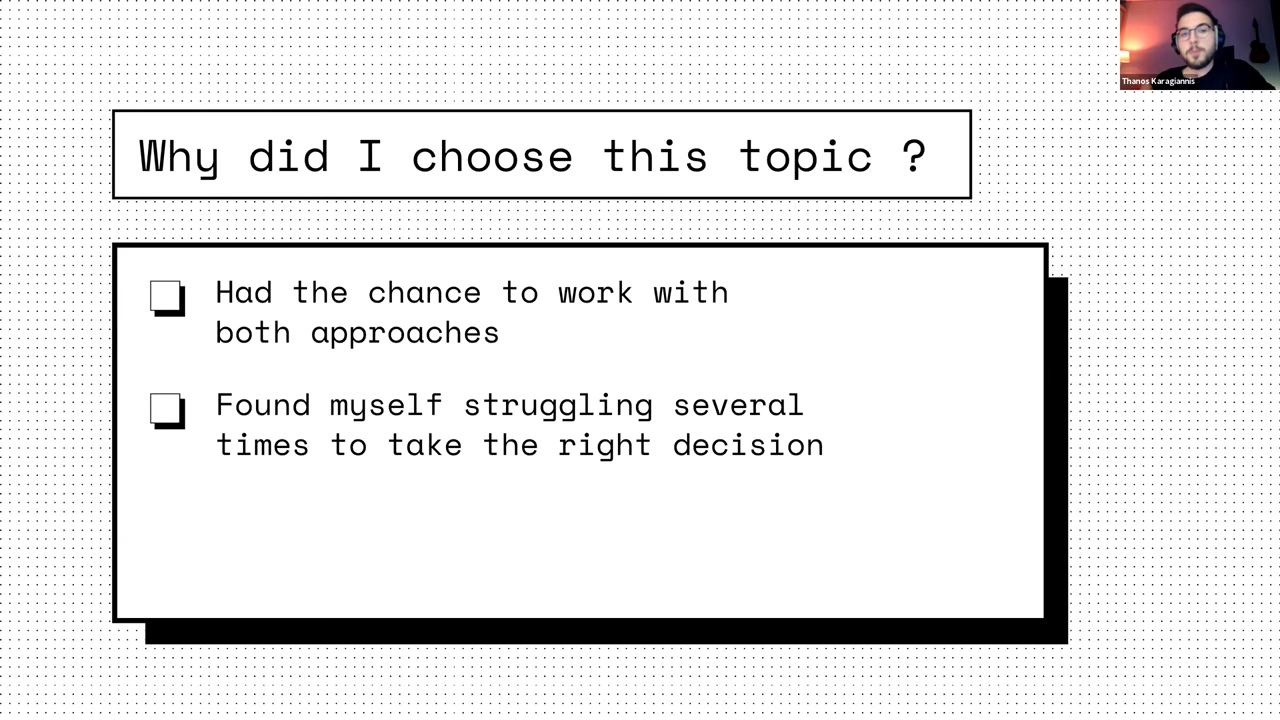 Thanos Karagiannis
Why did I choose this topic ?
Had the chance to work with
both approaches
Found myself struggling several
times to take the right decision